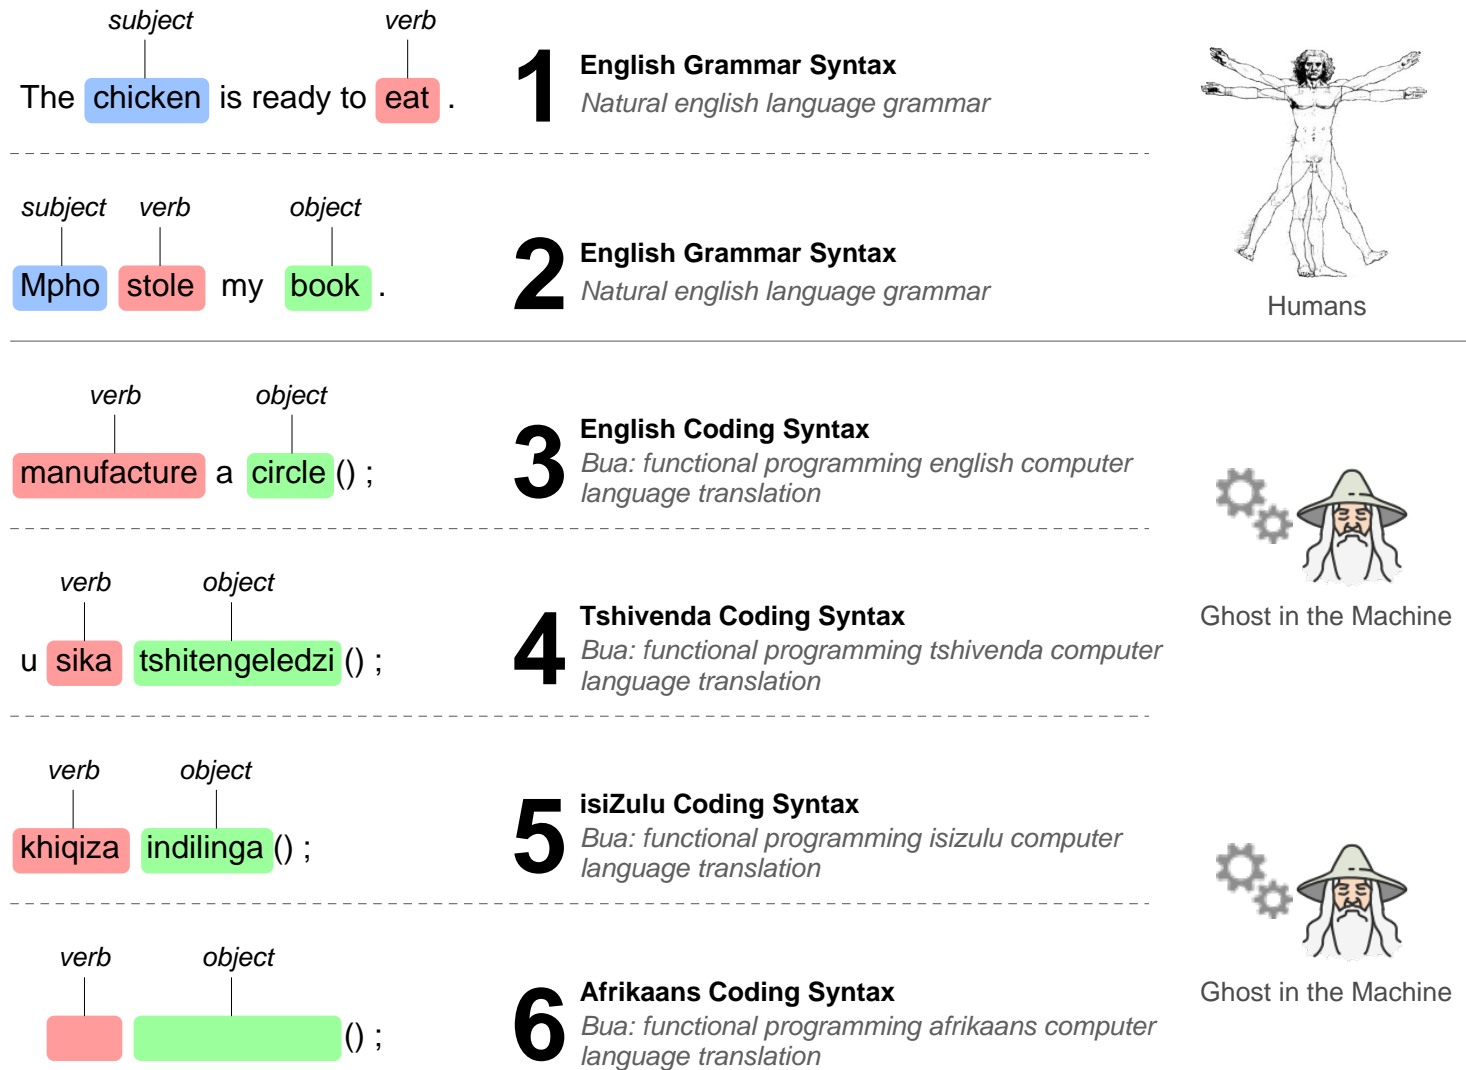 subject verb
The chicken is ready to eat .
1
English Grammar Syntax
Natural english language grammar
subject verb object
Mpho stole my book .
2
English Grammar Syntax
Natural english language grammar
Humans
verb object
manufacture a circle () ;
3
English Coding Syntax
Bua: functional programming english computer
language translation
verb object
u sika tshitengeledzi () ;
4
Tshivenda Coding Syntax
Bua: functional programming tshivenda computer
language translation
Ghost in the Machine
verb object
khiqiza indilinga () ;
5
isiZulu Coding Syntax
Bua: functional programming isizulu computer
language translation
verb object
() ;
6
Afrikaans Coding Syntax
Bua: functional programming afrikaans computer
language translation
Ghost in the Machine